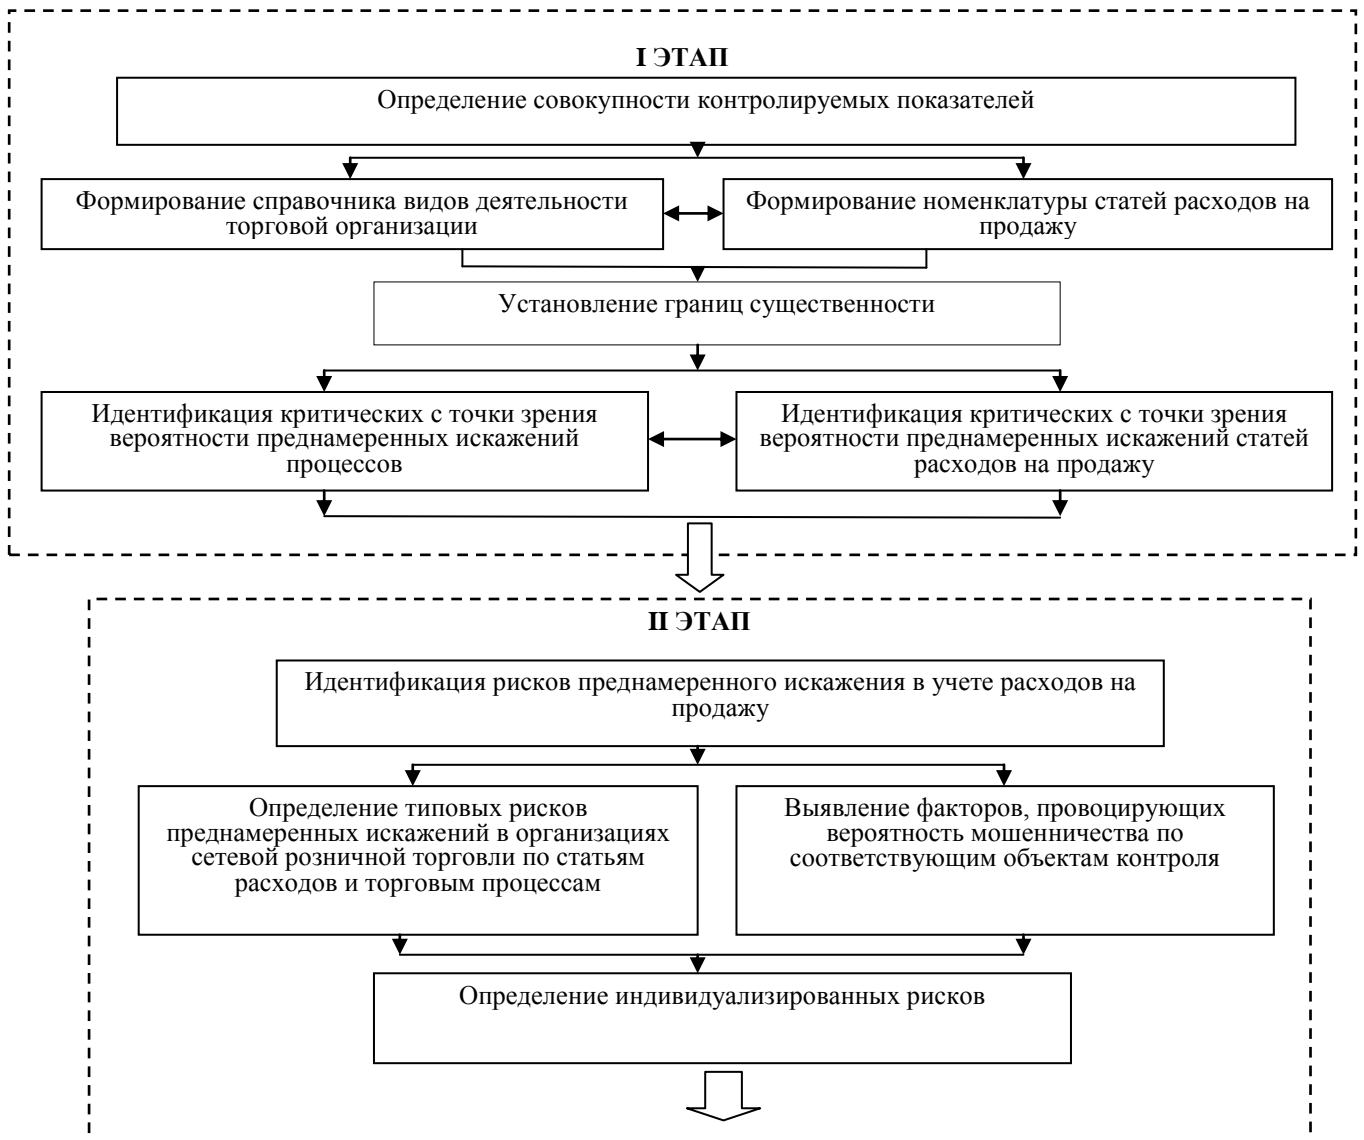 I ЭТАП
Определение совокупности контролируемых показателей
Формирование справочника видов деятельности
торговой организации
Формирование номенклатуры статей расходов на
продажу
Установление границ существенности
Идентификация критических с точки зрения
вероятности преднамеренных искажений
процессов
Идентификация критических с точки зрения
вероятности преднамеренных искажений статей
расходов на продажу
II ЭТАП
Идентификация рисков преднамеренного искажения в учете расходов на
продажу
Определение типовых рисков
преднамеренных искажений в организациях
сетевой розничной торговли по статьям
расходов и торговым процессам
Выявление факторов, провоцирующих
вероятность мошенничества по
соответствующим объектам контроля
Определение индивидуализированных рисков